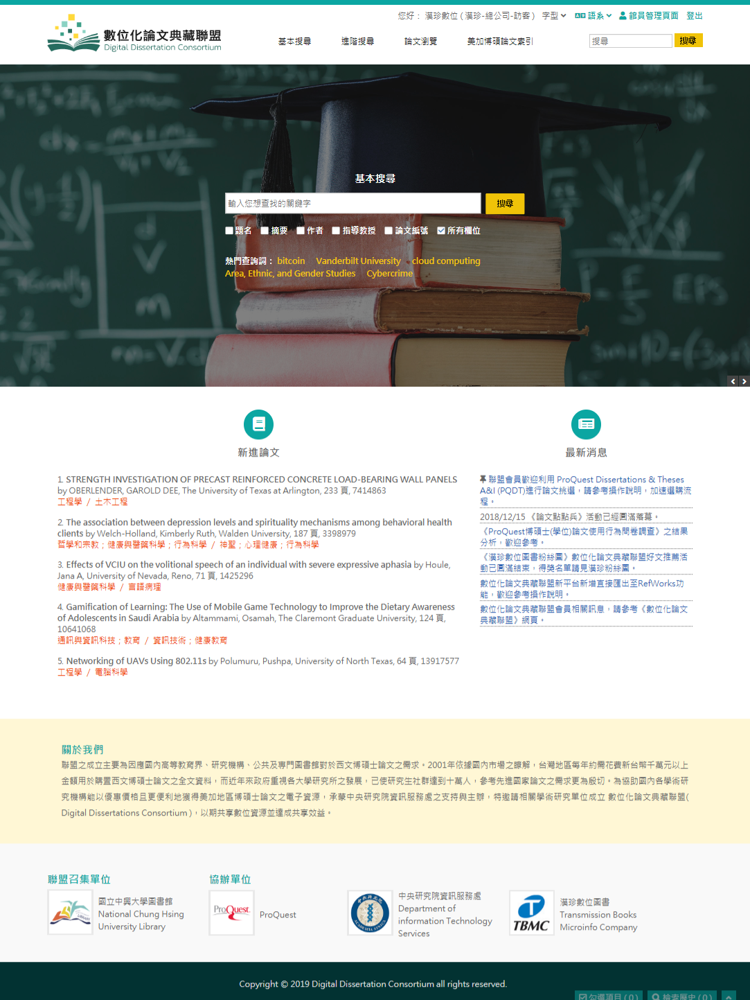 您好： 漢珍數位 ( 漢珍-總公司-訪客 ) 字型 語系 館員管理頁面 登出
數位化論文典藏聯盟
Digital Dissertation Consortium
基本搜尋 進階搜尋 論文瀏覽 美加博碩論文索引 搜尋 搜尋
基本搜尋
輸入您想查找的關鍵字 搜尋
題名 摘要 作者 指導教授 論文編號 所有欄位
熱門查詢詞： bitcoin Vanderbilt University cloud computing
Area, Ethnic, and Gender Studies Cybercrime
新進論文
1. STRENGTH INVESTIGATION OF PRECAST REINFORCED CONCRETE LOAD-BEARING WALL PANELS
by OBERLENDER, GAROLD DEE, The University of Texas at Arlington, 233 頁, 7414863
工程學 / 土木工程
2. The association between depression levels and spirituality mechanisms among behavioral health
clients by Welch-Holland, Kimberly Ruth, Walden University, 187 頁, 3398979
哲學和宗教；健康與醫藥科學；行為科學 / 神聖；心理健康；行為科學
3. Effects of VCIU on the volitional speech of an individual with severe expressive aphasia by Houle,
Jana A, University of Nevada, Reno, 71 頁, 1425296
健康與醫藥科學 / 言語病理
4. Gamification of Learning: The Use of Mobile Game Technology to Improve the Dietary Awareness
of Adolescents in Saudi Arabia by Altammami, Osamah, The Claremont Graduate University, 124 頁,
10641068
通訊與資訊科技；教育 / 資訊技術；健康教育
5. Networking of UAVs Using 802.11s by Polumuru, Pushpa, University of North Texas, 64 頁, 13917577
工程學 / 電腦科學
最新消息
聯盟會員歡迎利用 ProQuest Dissertations & Theses
A&I (PQDT)進行論文挑選，請參考操作說明，加速選購流
程。
2018/12/15 《論文點點兵》活動已經圓滿落幕。
《ProQuest博碩士(學位)論文使用行為問卷調查》之結果
分析，歡迎參考。
《漢珍數位圖書粉絲團》數位化論文典藏聯盟好文推薦活
動已圓滿結束，得獎名單請見漢珍粉絲團。
數位化論文典藏聯盟新平台新增直接匯出至RefWorks功
能，歡迎參考操作說明。
數位化論文典藏聯盟會員相關訊息，請參考《數位化論文
典藏聯盟》網頁。
關於我們
聯盟之成立主要為因應國內高等教育界、研究機構、公共及專門圖書館對於西文博碩士論文之需求。2001年依據國內市場之瞭解，台灣地區每年約需花費新台幣千萬元以上
金額用於購置西文博碩士論文之全文資料，而近年來政府重視各大學研究所之發展，已使研究生社群達到十萬人，參考先進國家論文之需求更為殷切。為協助國內各學術研
究機構能以優惠價格且更便利地獲得美加地區博碩士論文之電子資源，承蒙中央研究院資訊服務處之支持與主辦，特邀請相關學術研究單位成立 數位化論文典藏聯盟(
Digital Dissertations Consortium )，以期共享數位資源並達成共享效益。
聯盟召集單位
LIBRARY
國立中興大學圖書館
National Chung Hsing
University Library
協辦單位
ProQuest
ProQuest
ACADEMIA SINICA
中央研究院資訊服務處
Department of
information Technology
Services
TBMC
漢珍數位圖書
Transmission Books
Microinfo Company
Copyright © 2019 Digital Dissertation Consortium all rights reserved.
勾選項目 ( 0 ) 檢索歷史 ( 0 )